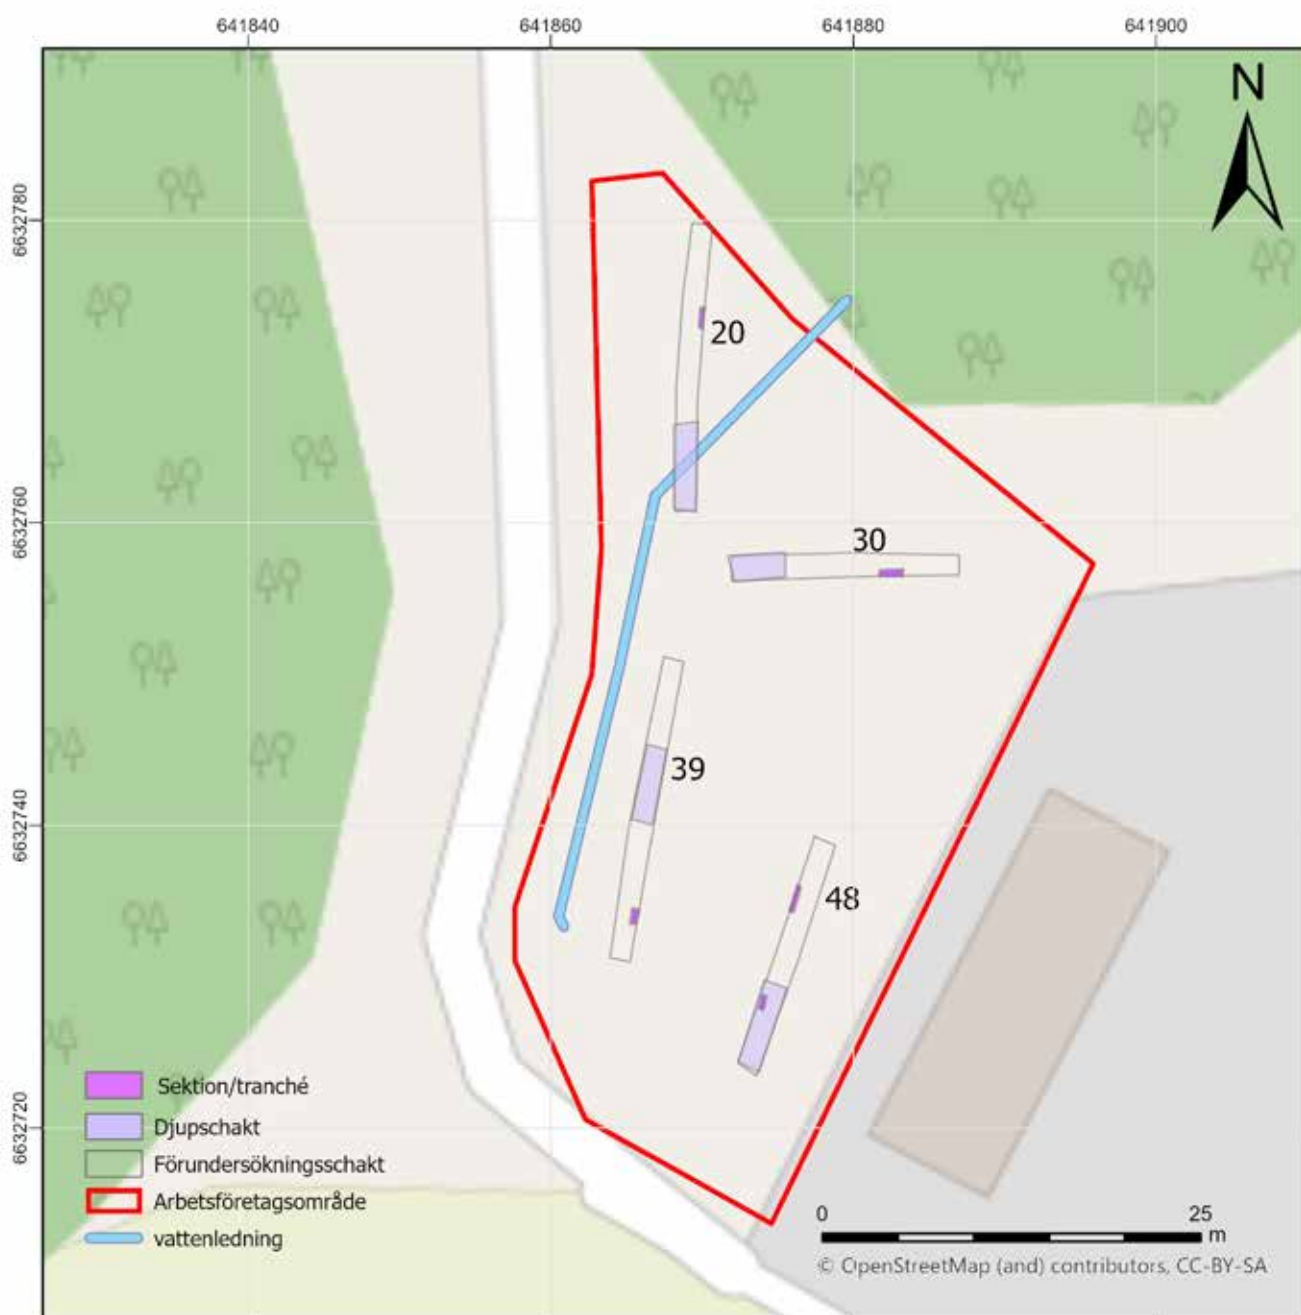 641840 641860 641880 641900
N
6632780
20
6632760
30
39
6632740
48
6632720
Sektion/tranché
Djupschakt
Förundersökningsschakt
Arbetsföretagsområde
vattenledning
0 25
m
© OpenStreetMap (and) contributors, CC-BY-SA